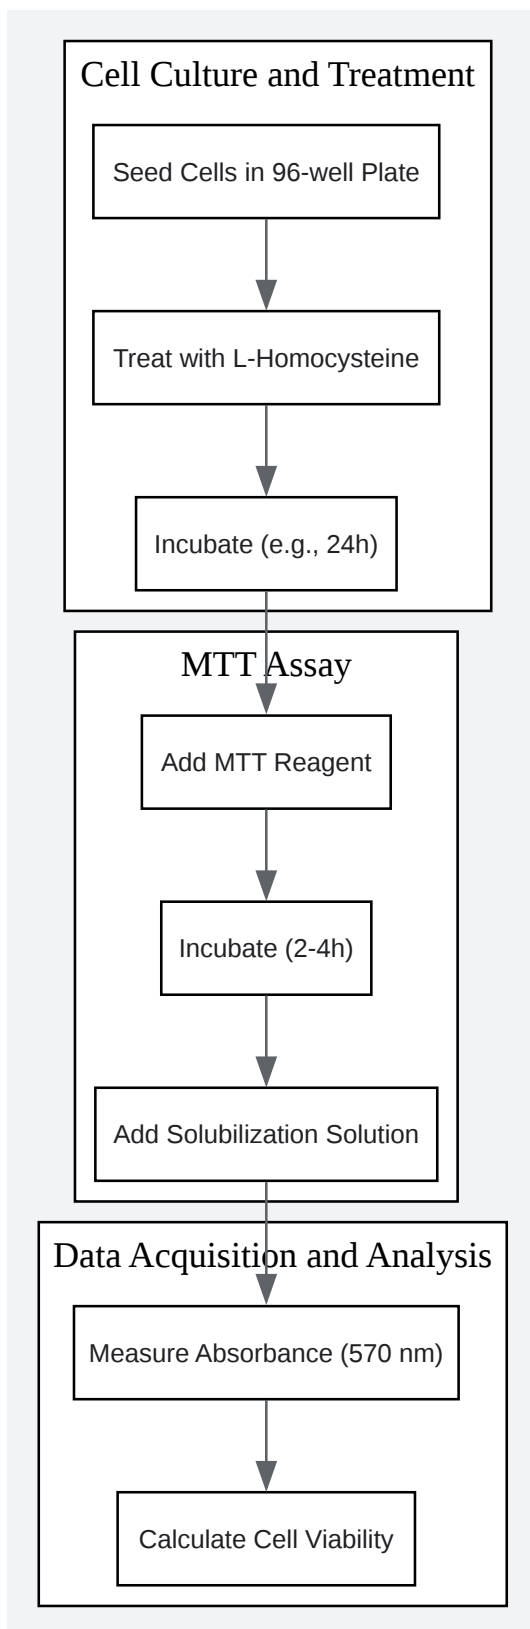 Cell Culture and Treatment
Seed Cells in 96-well Plate
Treat with L-Homocysteine
Incubate (e.g., 24h)
MTT Assay
Add MTT Reagent
Incubate (2-4h)
Add Solubilization Solution
Data Acquisition and Analysis
Measure Absorbance (570 nm)
Calculate Cell Viability